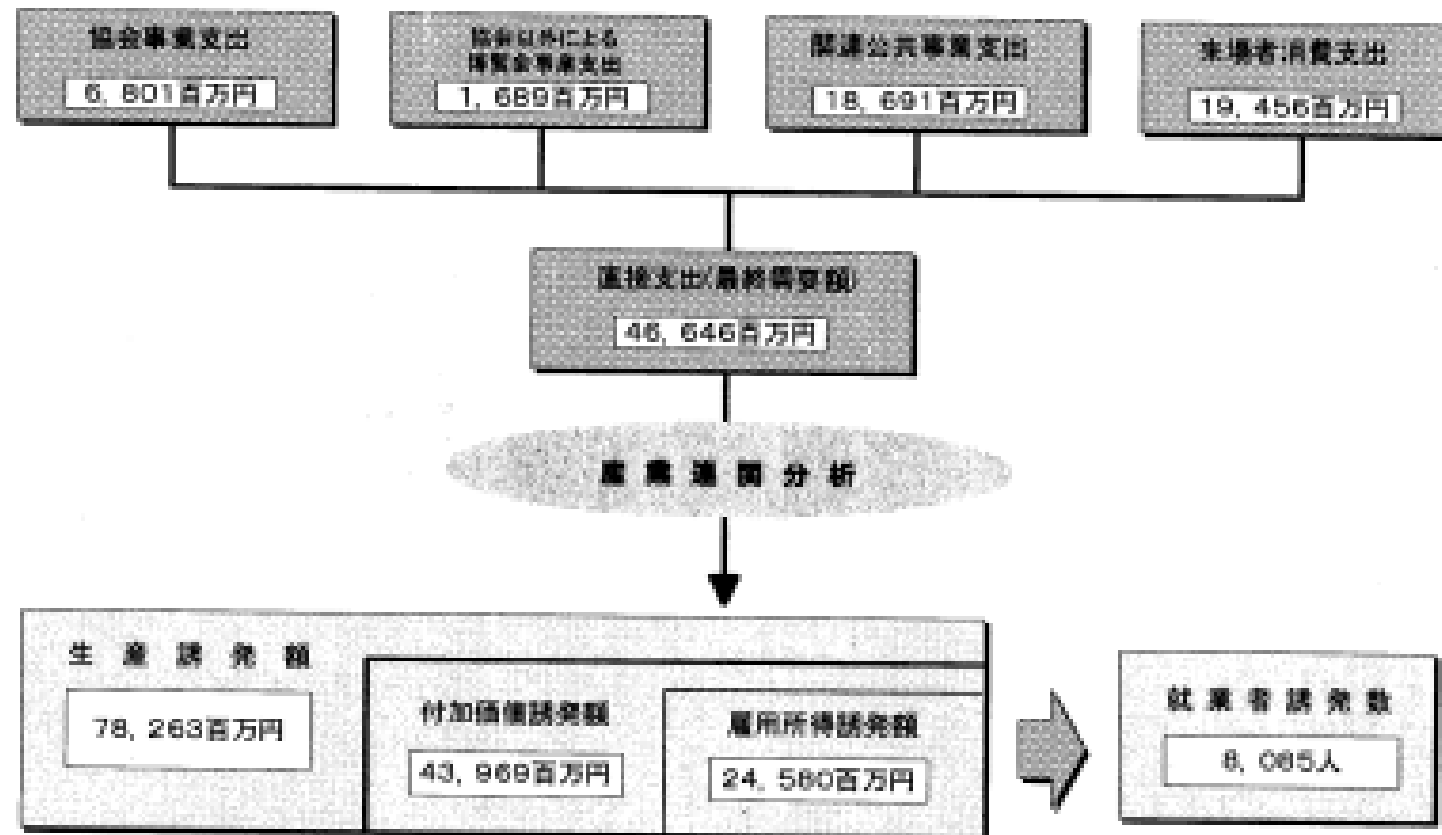 協会事業支出
6, 801百万円
協会以外による
博覧会事業支出
1, 689百万円
関連公共事業支出
18, 691百万円
来場者消費支出
19, 456百万円
直接支出(最終需要額)
46, 646百万円
産業連関分析
生産誘発額
78, 263百万円
付加価値誘発額
43, 969百万円
雇用所得誘発額
24, 580百万円
就業者誘発数